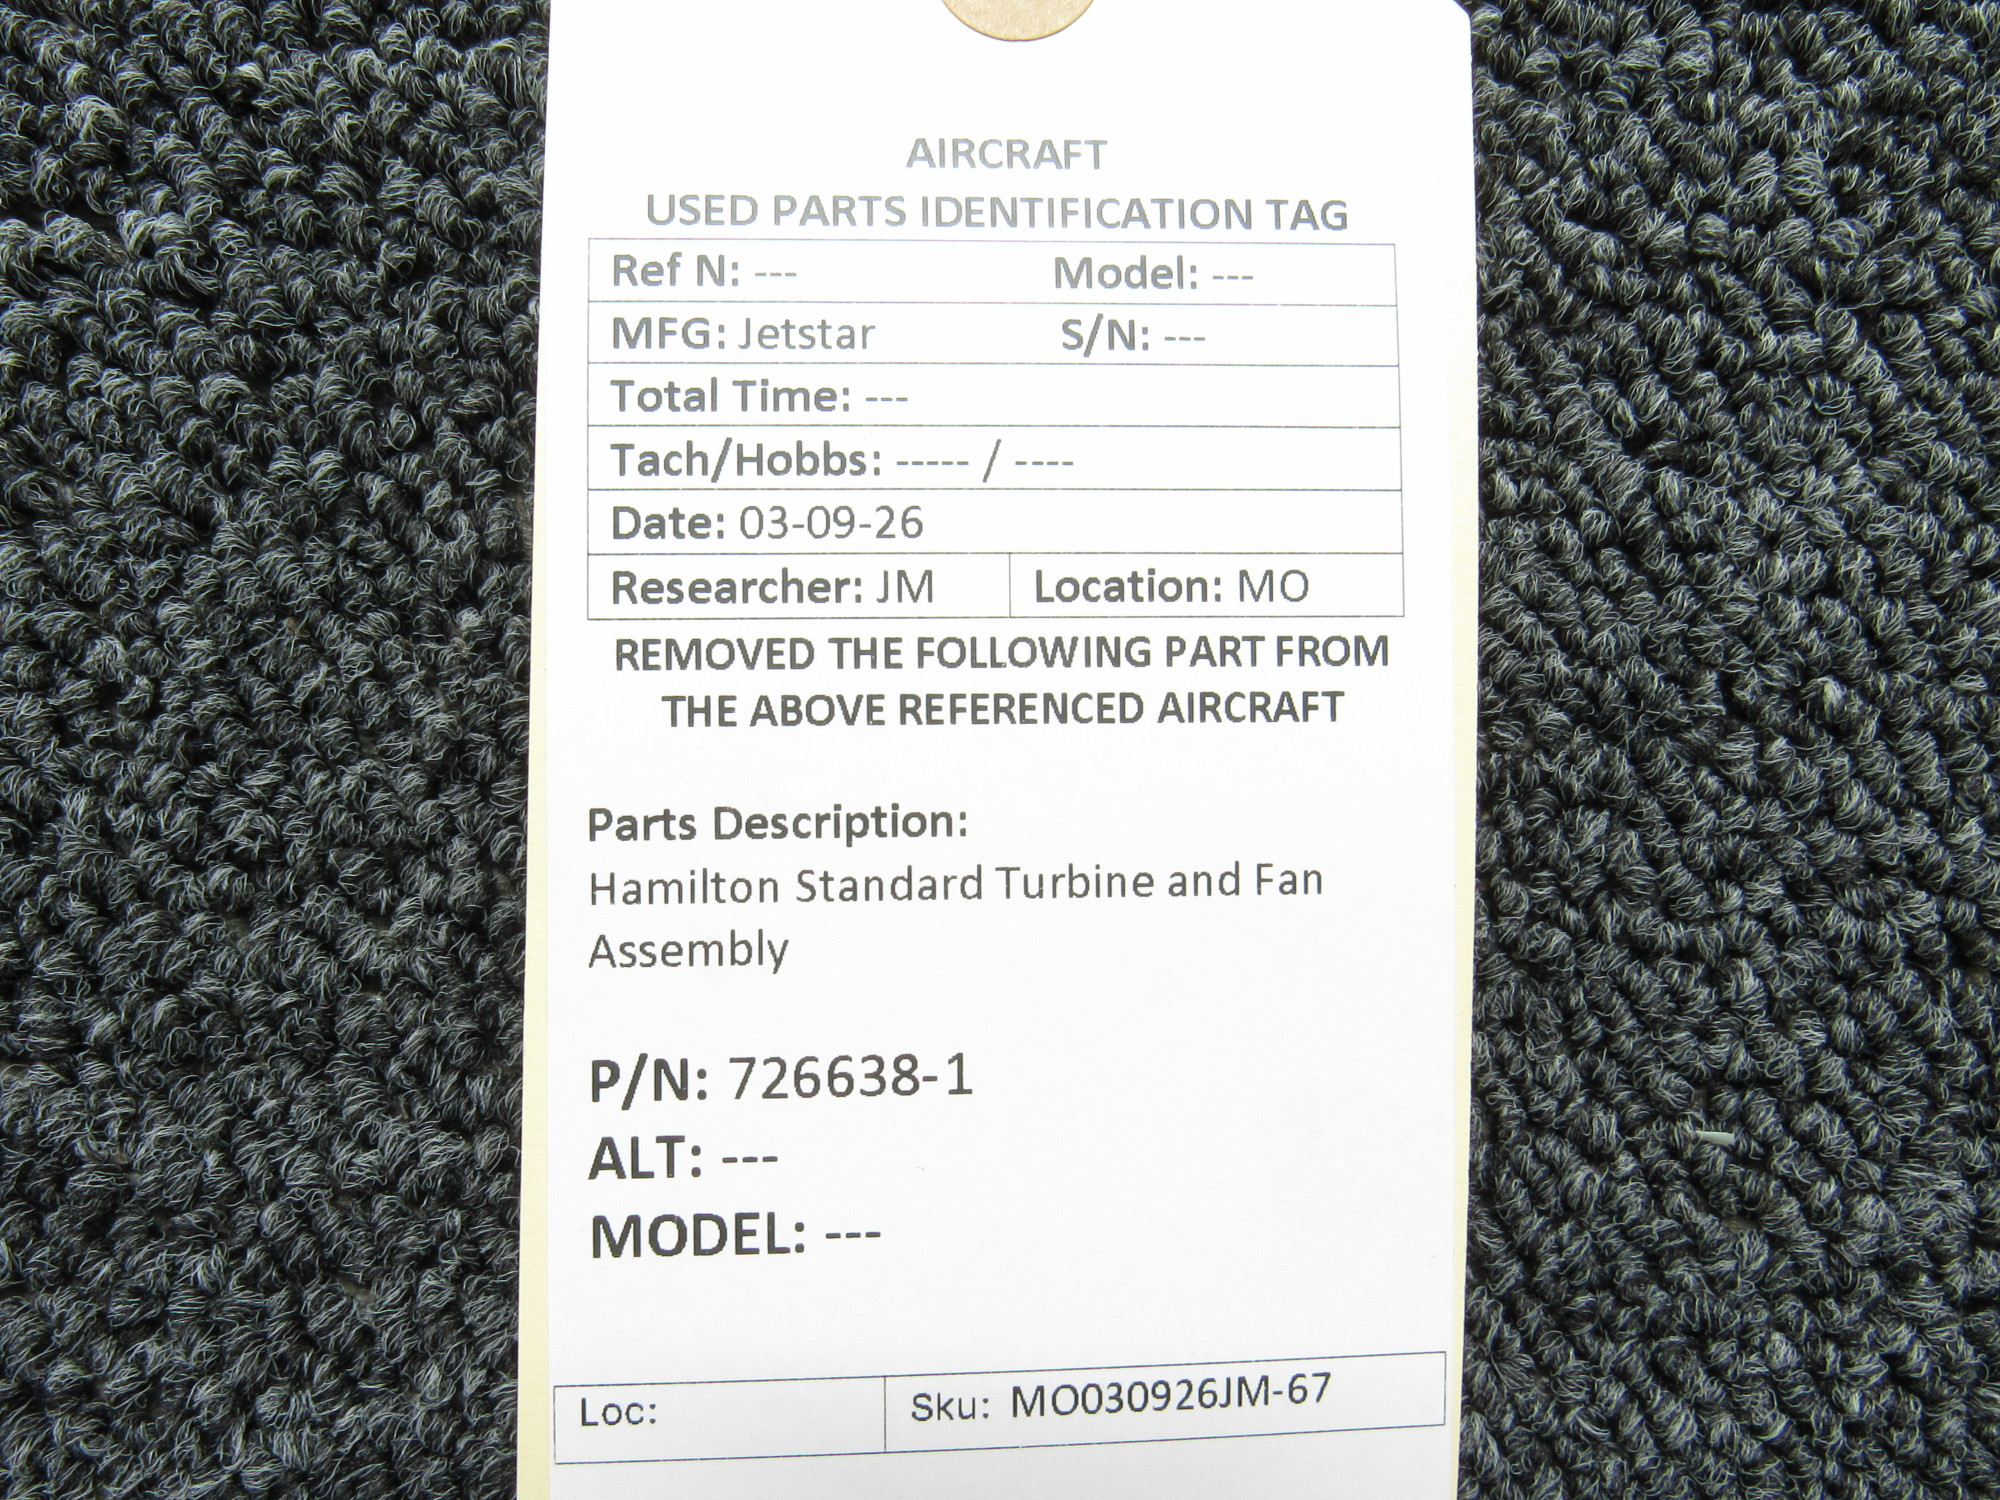 AIRCRAFT
USED PARTS IDENTIFICATION TAG
Ref N: --- Model: ---
MFG: Jetstar S/N: ---
Total Time: ---
Tach/Hobbs: ----- / ----
Date: 03-09-26
Researcher: JM Location: MO
REMOVED THE FOLLOWING PART FROM
THE ABOVE REFERENCED AIRCRAFT
Parts Description:
Hamilton Standard Turbine and Fan
Assembly
P/N: 726638-1
ALT: ---
MODEL: ---
Loc: Sku: MO030926JM-67